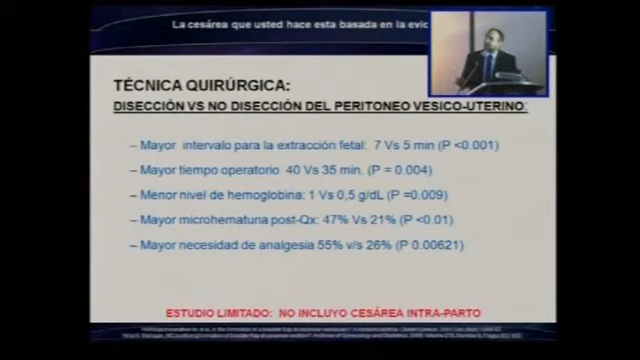 La cesárea que usted hace esta basada en la evic
TÉCNICA QUIRÚRGICA:
DISECCIÓN VS NO DISECCIÓN DEL PERITONEO VESICO-UTERINO:
– Mayor intervalo para la extracción fetal: 7 Vs 5 min (P <0.001)
– Mayor tiempo operatorio 40 Vs 35 min. (P = 0.004)
– Menor nivel de hemoglobina: 1 Vs 0,5 g/dL (P =0.009)
– Mayor microhematuria post-Qx: 47% Vs 21% (P <0.01)
– Mayor necesidad de analgesia 55% v/s 26% (P 0.00621)
ESTUDIO LIMITADO: NO INCLUYO CESÁREA INTRA-PARTO